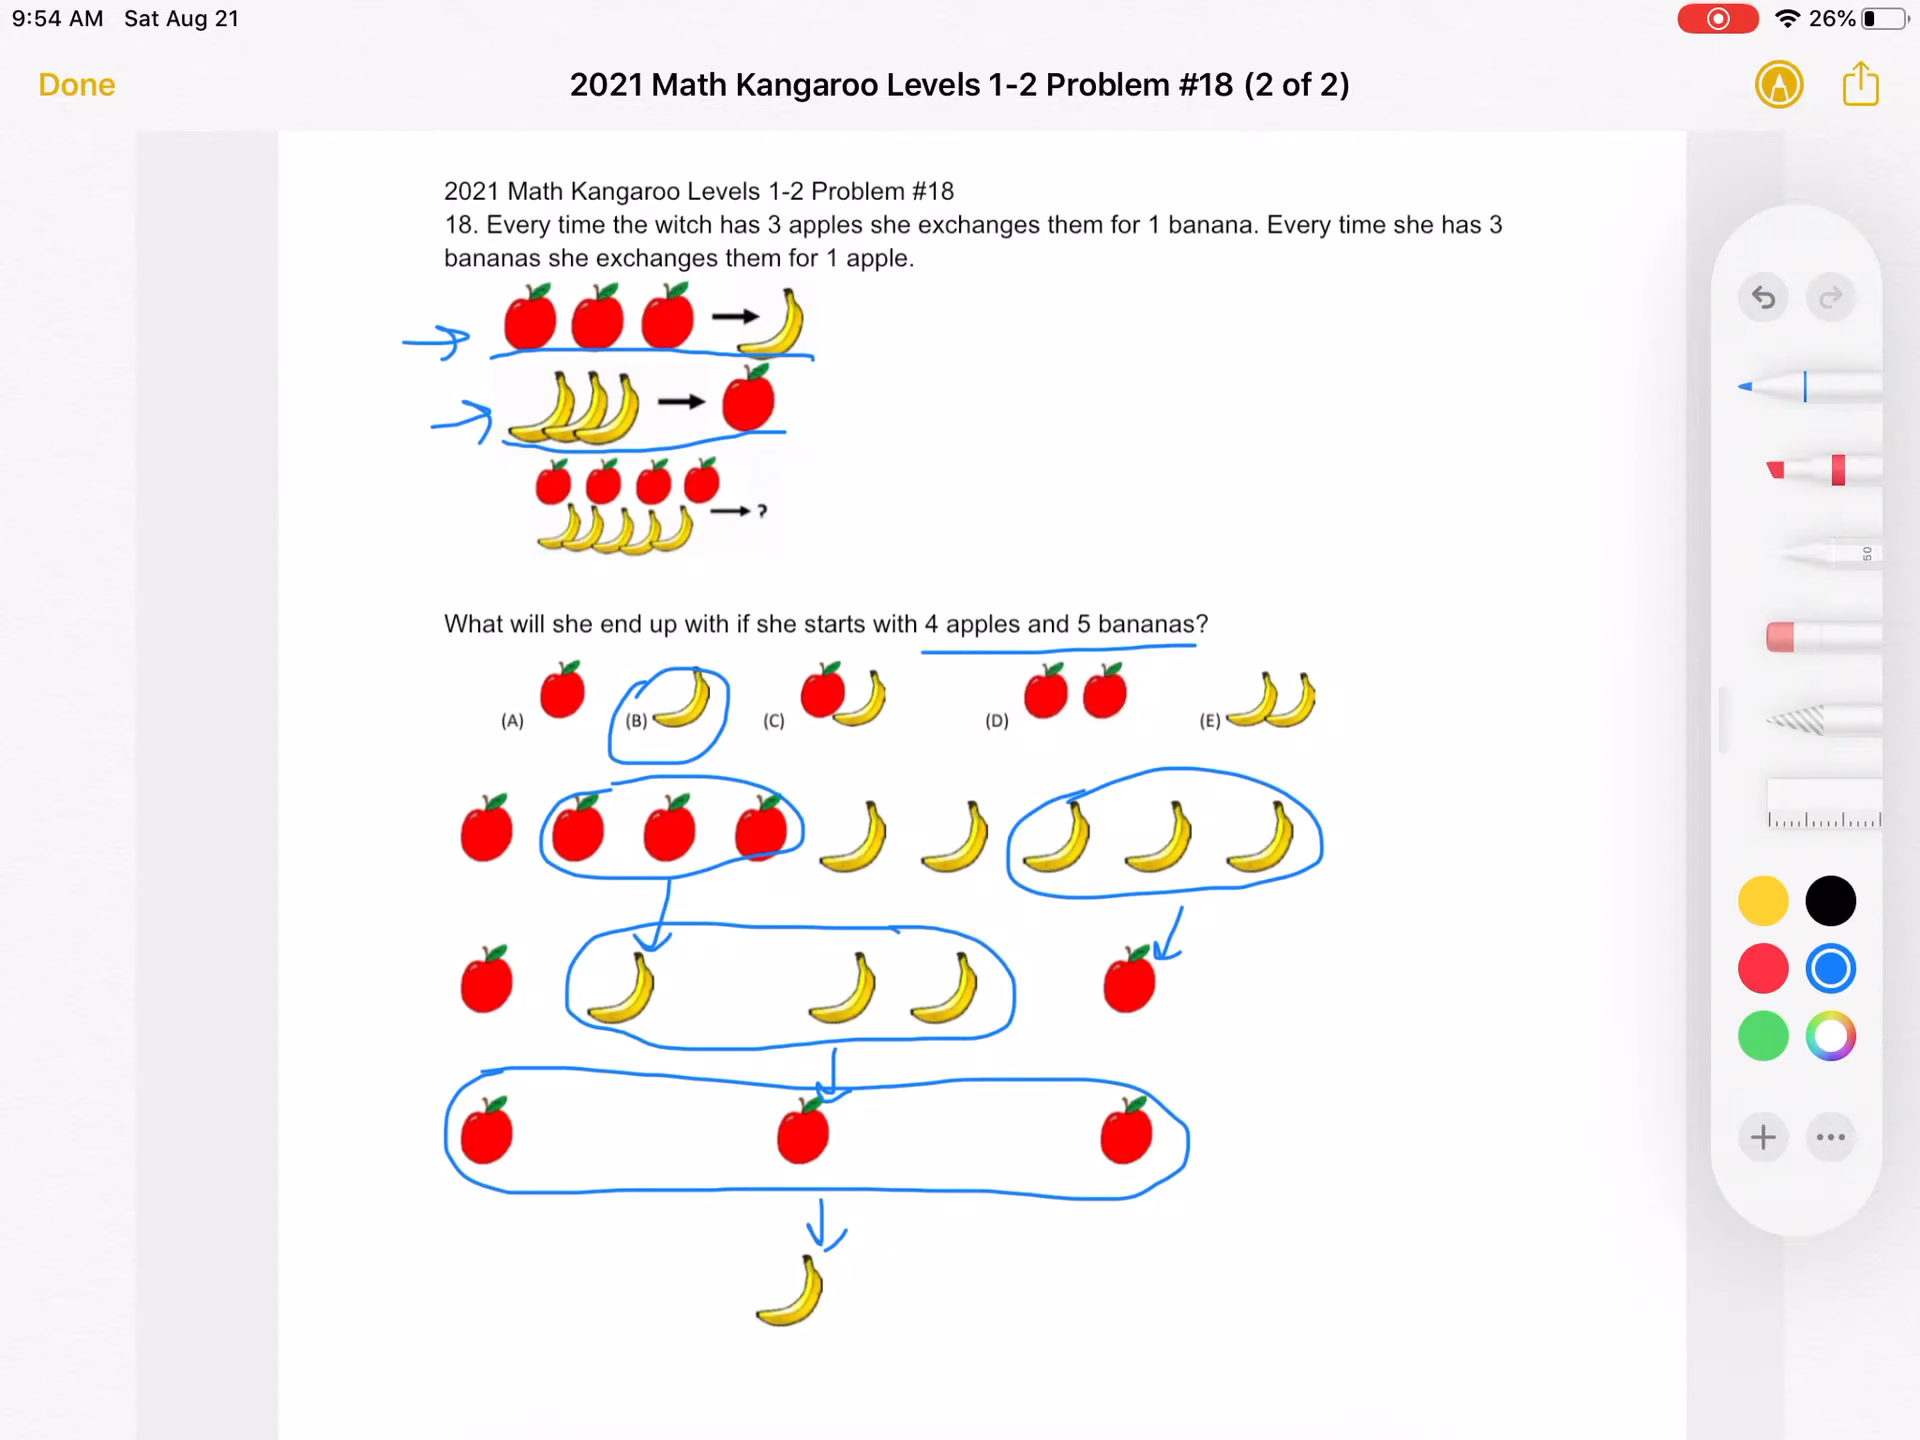 9:54 AM Sat Aug 21
26%
Done
2021 Math Kangaroo Levels 1-2 Problem #18 (2 of 2)
2021 Math Kangaroo Levels 1-2 Problem #18
18. Every time the witch has 3 apples she exchanges them for 1 banana. Every time she has 3
bananas she exchanges them for 1 apple.
?
What will she end up with if she starts with 4 apples and 5 bananas?
(A) (B) (C) (D) (E)
50